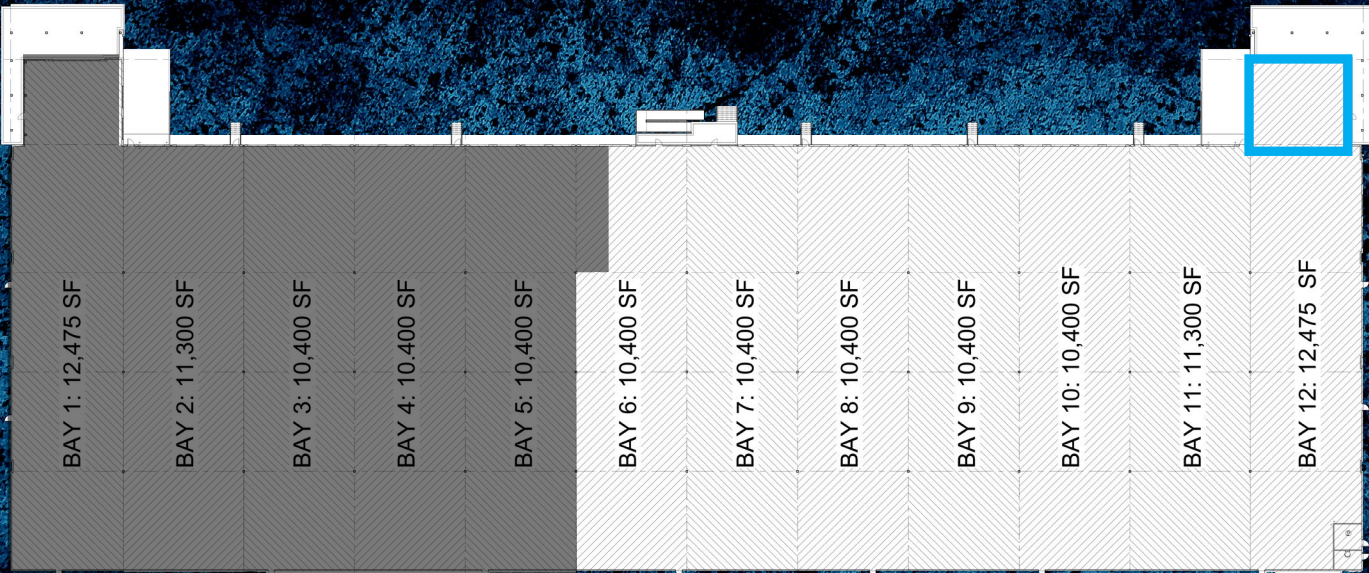 BAY 1: 12,475 SF
BAY 2: 11,300 SF
BAY 3: 10,400 SF
BAY 4: 10.400 SF
BAY 5: 10,400 SF
BAY 6: 10,400 SF
BAY 7: 10,400 SF
BAY 8: 10,400 SF
BAY 9: 10,400 SF
BAY 10: 10,400 SF
BAY 11: 11,300 SF
BAY 12: 12,475 SF